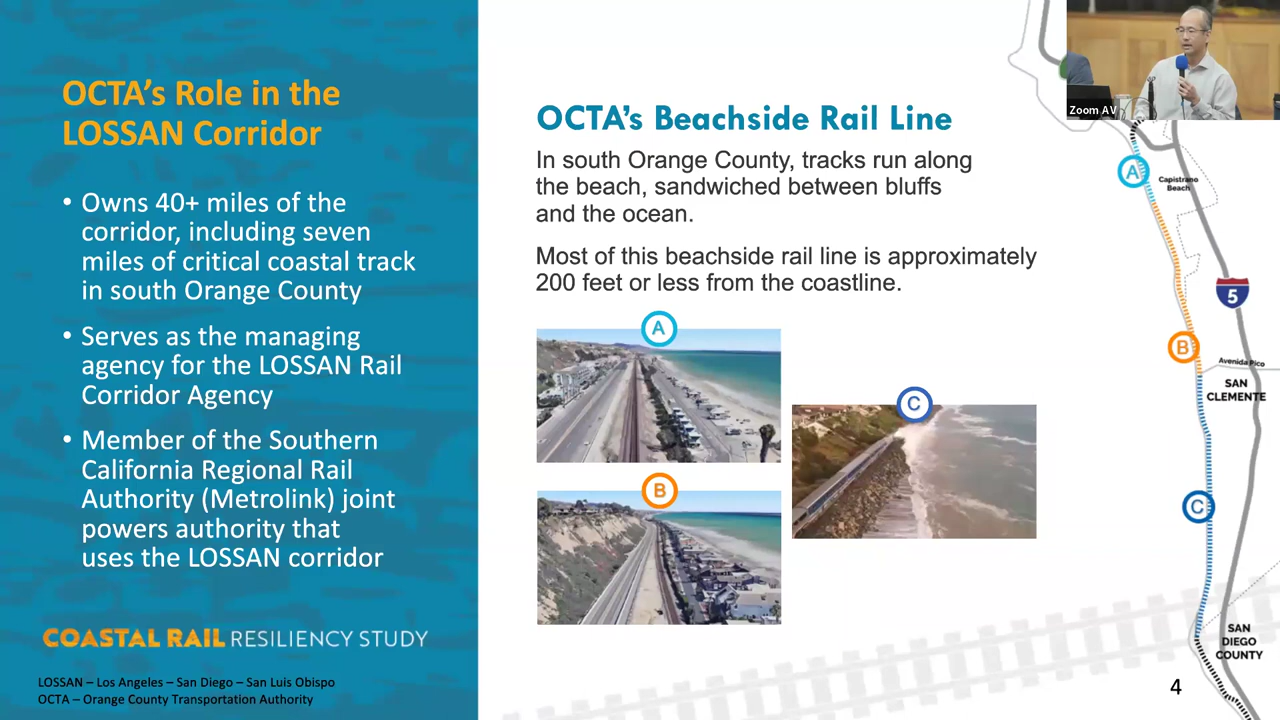 OCTA's Role in the
LOSSAN Corridor
• Owns 40+ miles of the
corridor, including seven
miles of critical coastal track
in south Orange County
• Serves as the managing
agency for the LOSSAN Rail
Corridor Agency
• Member of the Southern
California Regional Rail
Authority (Metrolink) joint
powers authority that
uses the LOSSAN corridor
COASTAL RAIL RESILIENCY STUDY
LOSSAN – Los Angeles – San Diego – San Luis Obispo
OCTA – Orange County Transportation Authority
OCTA's Beachside Rail Line
In south Orange County, tracks run along
the beach, sandwiched between bluffs
and the ocean.
Most of this beachside rail line is approximately
200 feet or less from the coastline.
A
B
C
Zoom AV
A
Capistrano
Beach
5
B
Avenida Pico
SAN
CLEMENTE
C
SAN
DIEGO
COUNTY
4